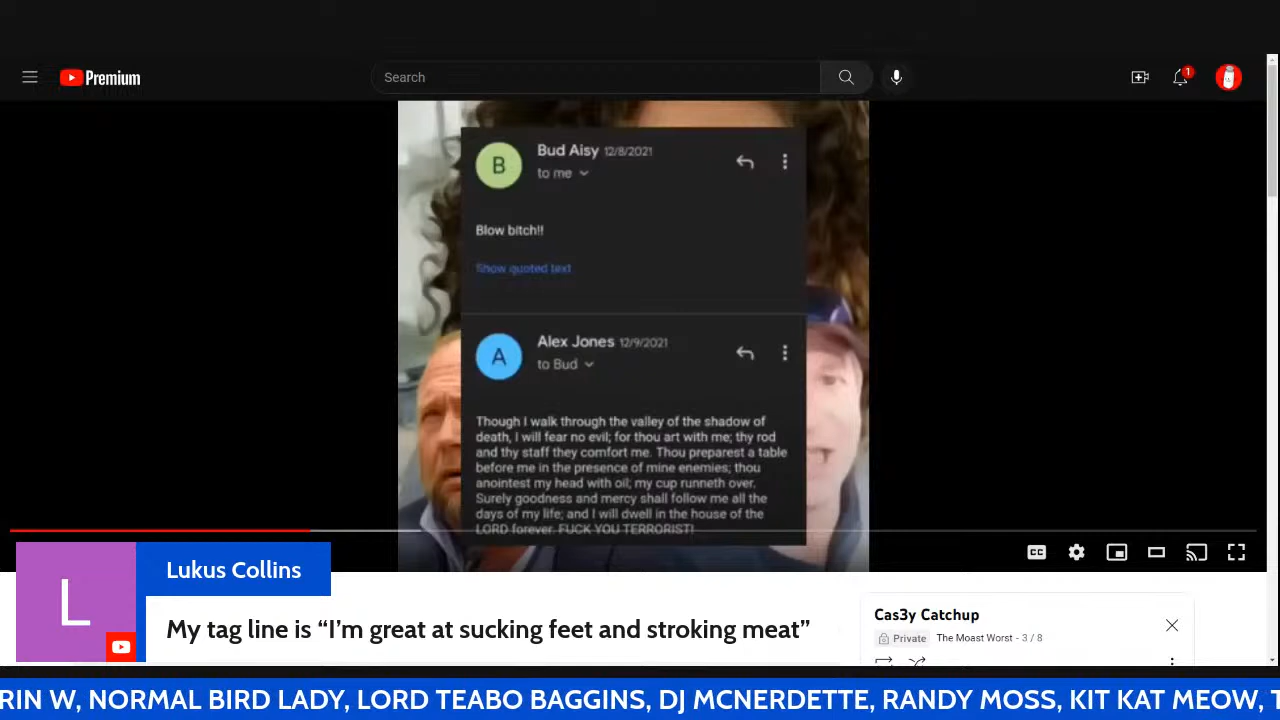 Premium
Search
1
B
Bud Aisy 12/8/2021
to me
Blow bitch!!
Show quoted text
A
Alex Jones 12/9/2021
to Bud
Though I walk through the valley of the shadow of
death, I will fear no evil; for thou art with me; thy rod
and thy staff they comfort me. Thou preparest a table
before me in the presence of mine enemies; thou
anointest my head with oil; my cup runneth over.
Surely goodness and mercy shall follow me all the
days of my life; and I will dwell in the house of the
LORD forever. FUCK YOU TERRORIST!
CC
L
Lukus Collins
My tag line is “I’m great at sucking feet and stroking meat”
Cas3y Catchup
Private The Moast Worst - 3 / 8
RIN W, NORMAL BIRD LADY, LORD TEABO BAGGINS, DJ MCNERDETTE, RANDY MOSS, KIT KAT MEOW, T